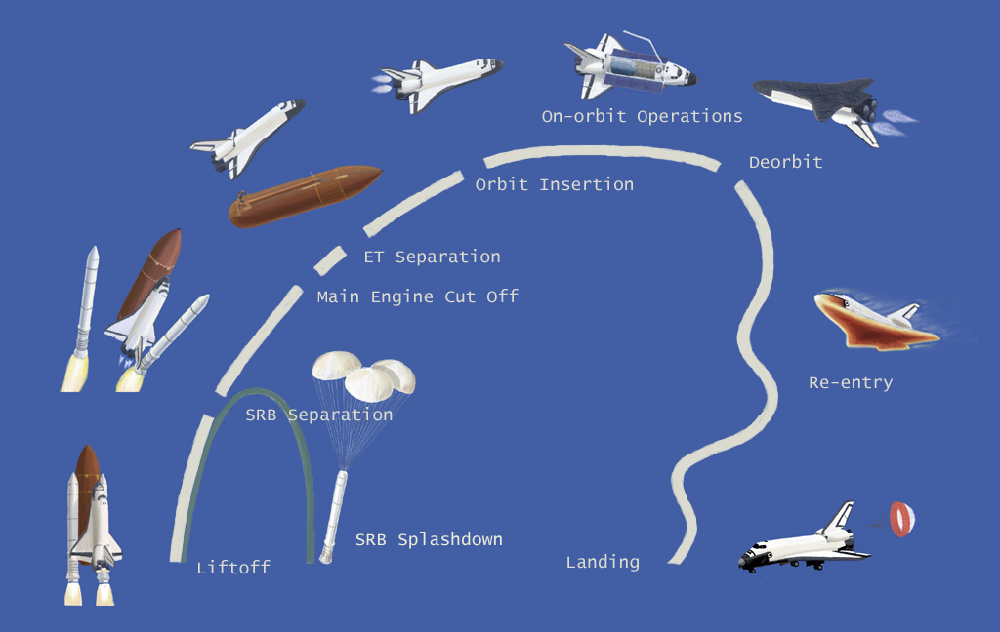 On-orbit Operations
Deorbit
Orbit Insertion
ET Separation
Main Engine Cut Off
Re-entry
SRB Separation
SRB Splashdown
Landing
Liftoff